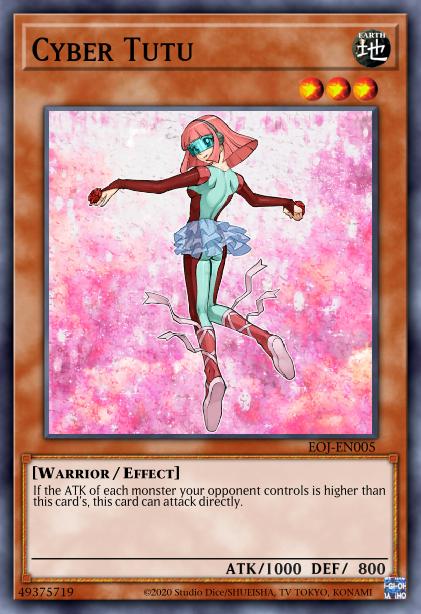 CYBER TUTU
EARTH
地
EOJ-EN005
[WARRIOR / EFFECT]
If the ATK of each monster your opponent controls is higher than
this card's, this card can attack directly.
ATK/1000 DEF/ 800
49375719
©2020 Studio Dice/SHUEISHA, TV TOKYO, KONAMI